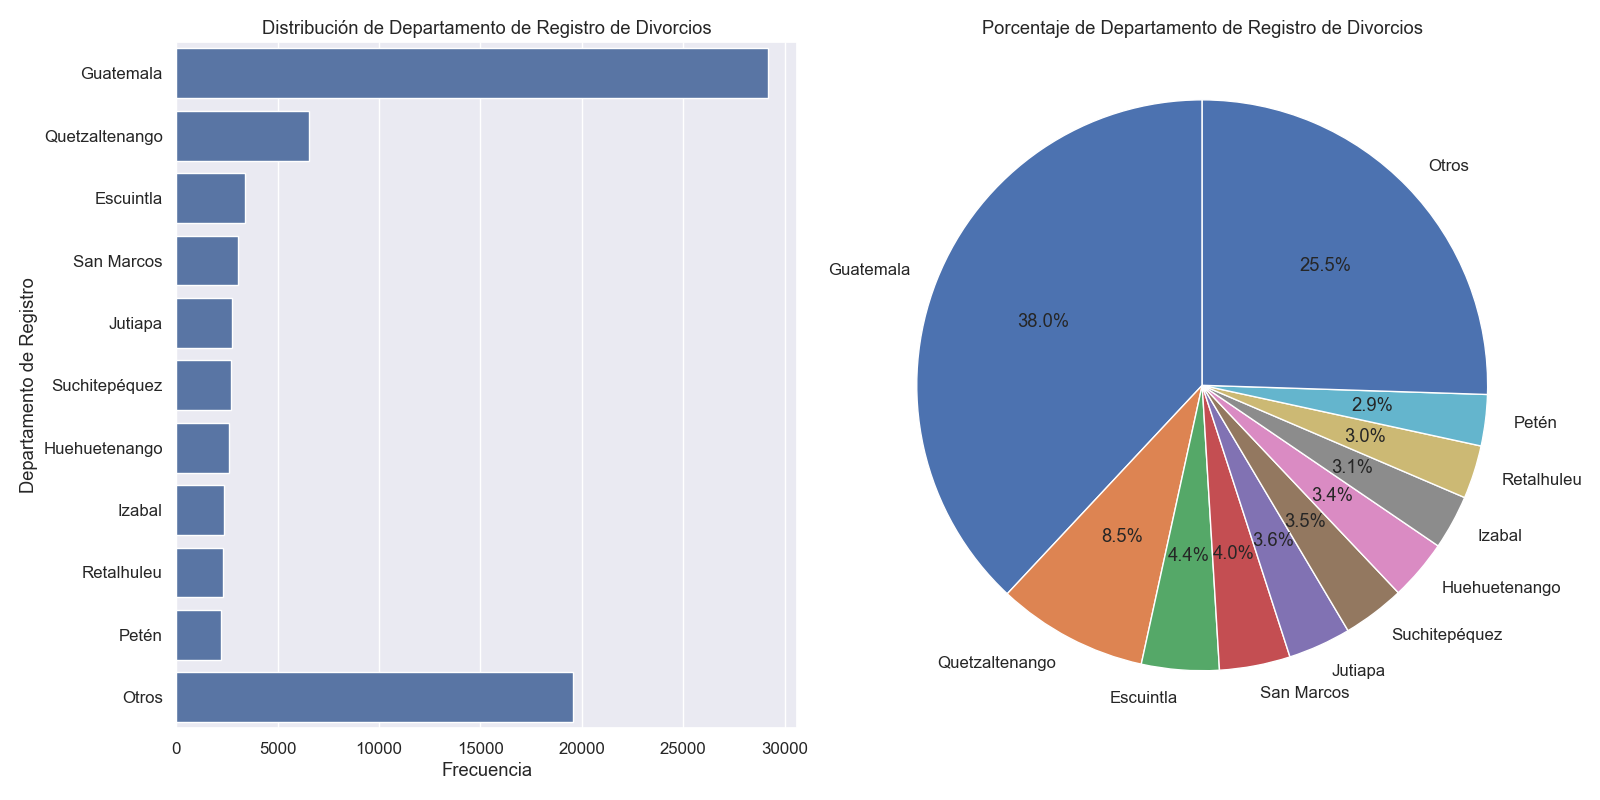 Distribución de Departamento de Registro de Divorcios
Departamento de Registro
Guatemala
Quetzaltenango
Escuintla
San Marcos
Jutiapa
Suchitepéquez
Huehuetenango
Izabal
Retalhuleu
Petén
Otros
0 5000 10000 15000 20000 25000 30000
Frecuencia
Porcentaje de Departamento de Registro de Divorcios
Otros
25.5%
Guatemala
38.0%
2.9%
Petén
3.0%
Retalhuleu
3.1%
Izabal
3.4%
Huehuetenango
3.5%
Suchitepéquez
3.6%
Jutiapa
4.0%
San Marcos
4.4%
Escuintla
8.5%
Quetzaltenango